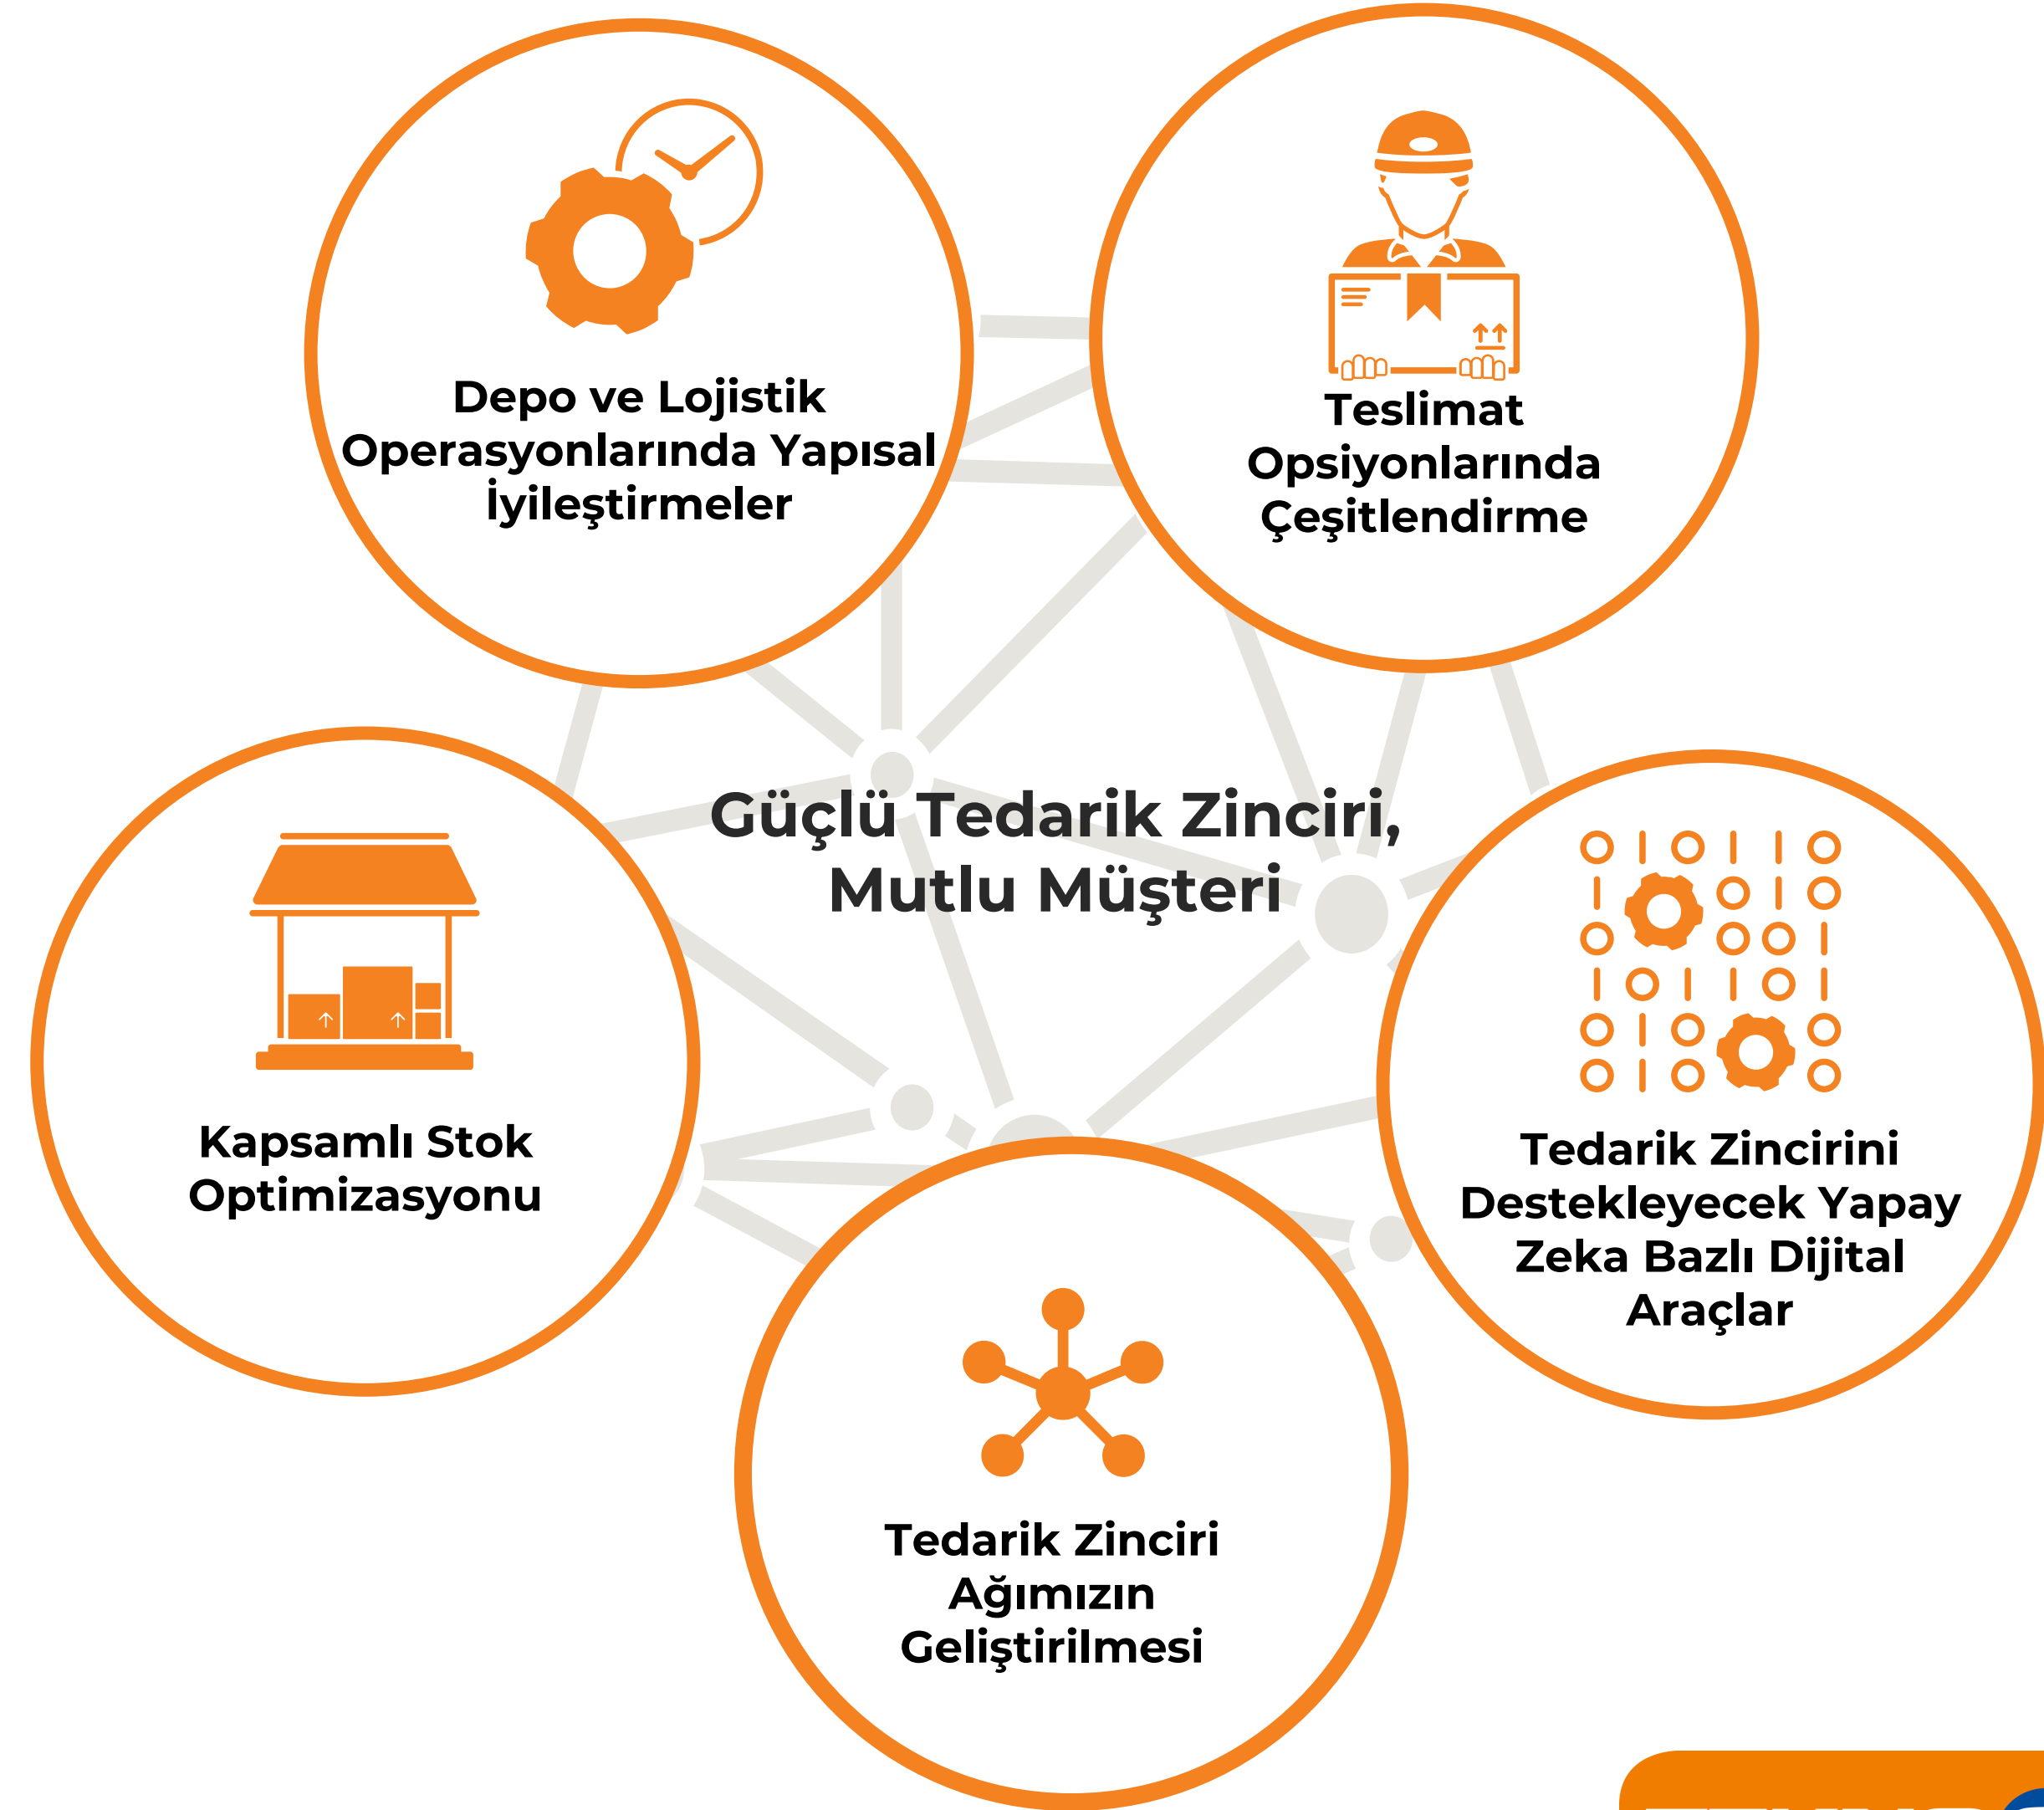 Depo ve Lojistik
Operasyonlarında Yapısal
İyileştirmeler
Teslimat
Opsiyonlarında
Çeşitlendirme
Güçlü Tedarik Zinciri,
Mutlu Müşteri
Kapsamlı Stok
Optimizasyonu
Tedarik Zincirini
Destekleyecek Yapay
Zeka Bazlı Dijital
Araçlar
Tedarik Zinciri
Ağımızın
Geliştirilmesi